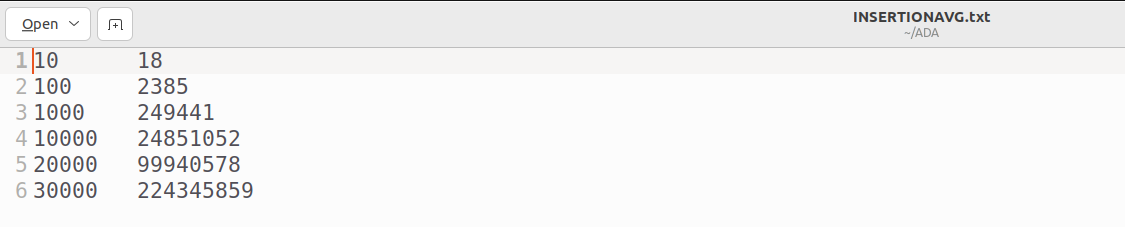 Open
INSERTIONAVG.txt
~/ADA
1 10 18
2 100 2385
3 1000 249441
4 10000 24851052
5 20000 99940578
6 30000 224345859